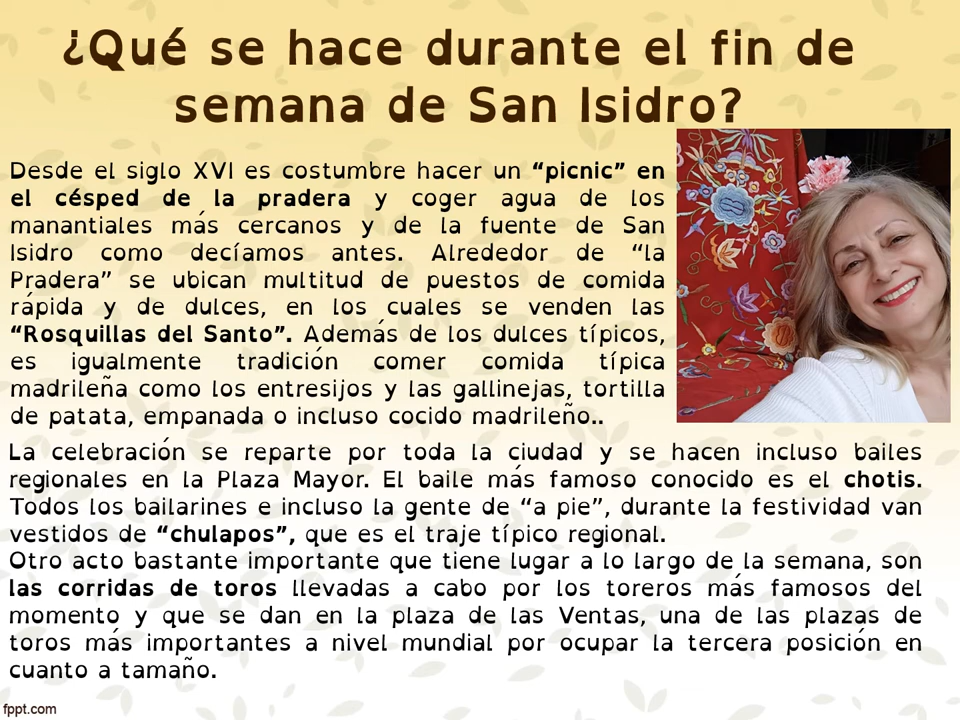 ¿Qué se hace durante el fin de
semana de San Isidro?
Desde el siglo XVI es costumbre hacer un “picnic” en
el césped de la pradera y coger agua de los
manantiales más cercanos y de la fuente de San
Isidro como decíamos antes. Alrededor de “la
Pradera” se ubican multitud de puestos de comida
rápida y de dulces, en los cuales se venden las
“Rosquillas del Santo”. Además de los dulces típicos,
es igualmente tradición comer comida típica
madrileña como los entresijos y las gallinejas, tortilla
de patata, empanada o incluso cocido madrileño..
La celebración se reparte por toda la ciudad y se hacen incluso bailes
regionales en la Plaza Mayor. El baile más famoso conocido es el chotis.
Todos los bailarines e incluso la gente de “a pie”, durante la festividad van
vestidos de “chulapos”, que es el traje típico regional.
Otro acto bastante importante que tiene lugar a lo largo de la semana, son
las corridas de toros llevadas a cabo por los toreros más famosos del
momento y que se dan en la plaza de las Ventas, una de las plazas de
toros más importantes a nivel mundial por ocupar la tercera posición en
cuanto a tamaño.
fppt.com